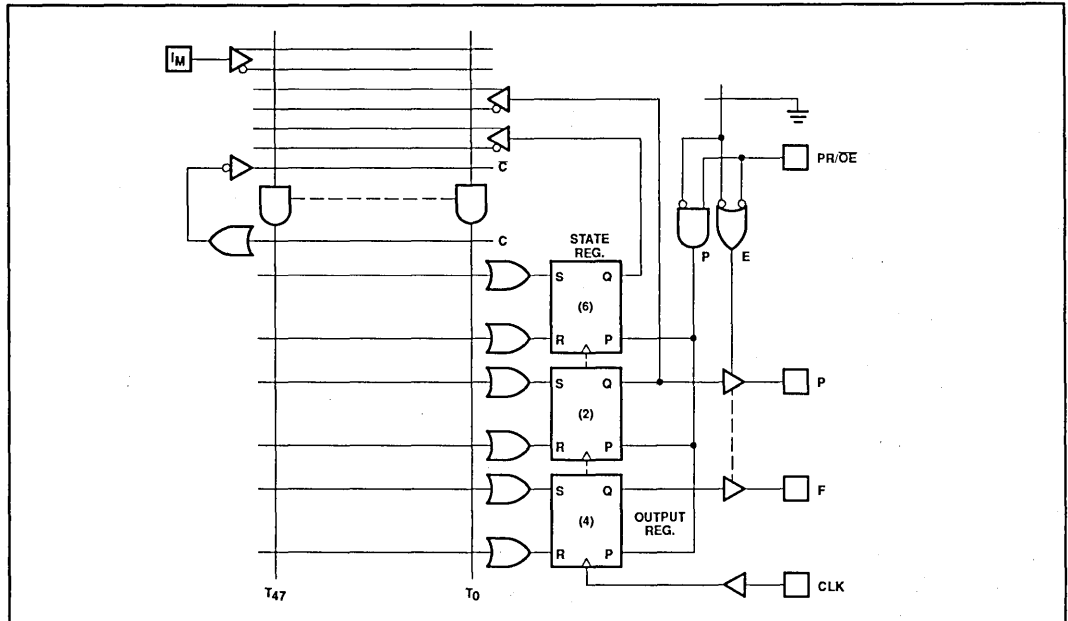 IM
PR/OE
C
P E
C
STATE
REG.
S Q
(6)
R P
S Q
P
(2)
R P
S Q
F
(4)
OUTPUT
REG.
R P
CLK
T47 T0